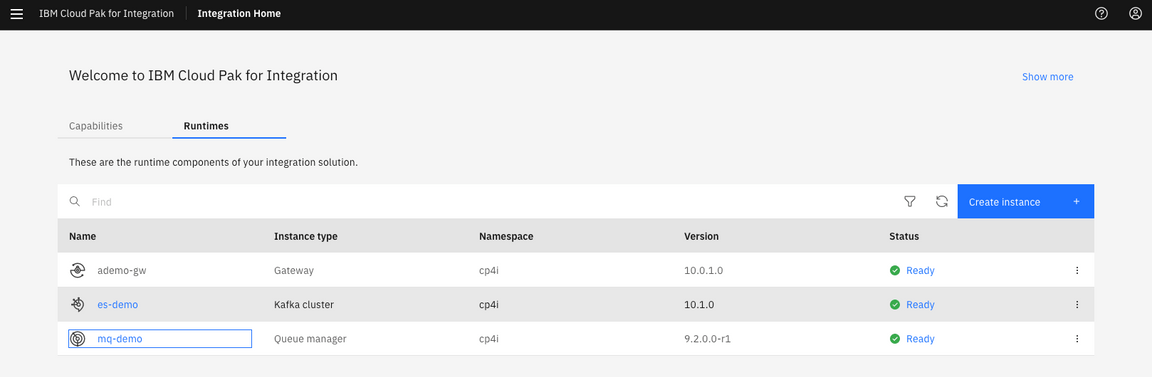 IBM Cloud Pak for Integration Integration Home
Welcome to IBM Cloud Pak for Integration Show more
Capabilities Runtimes
These are the runtime components of your integration solution.
Find Create instance +
Name Instance type Namespace Version Status
ademo-gw Gateway cp4i 10.0.1.0 Ready
es-demo Kafka cluster cp4i 10.1.0 Ready
mq-demo Queue manager cp4i 9.2.0.0-r1 Ready